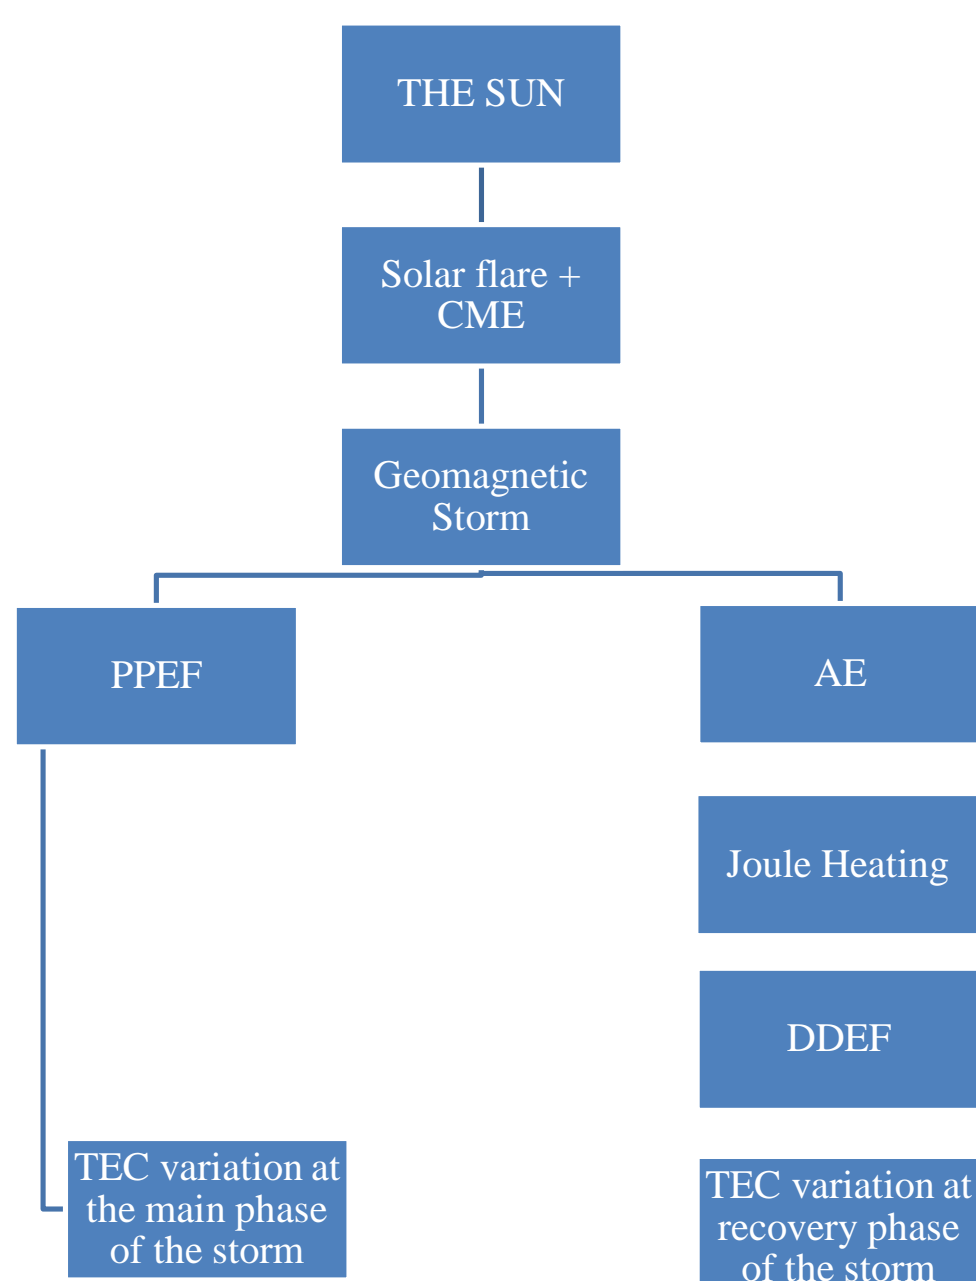 THE SUN
Solar flare +
CME
Geomagnetic
Storm
PPEF
AE
Joule Heating
DDEF
TEC variation at
the main phase
of the storm
TEC variation at
recovery phase
of the storm